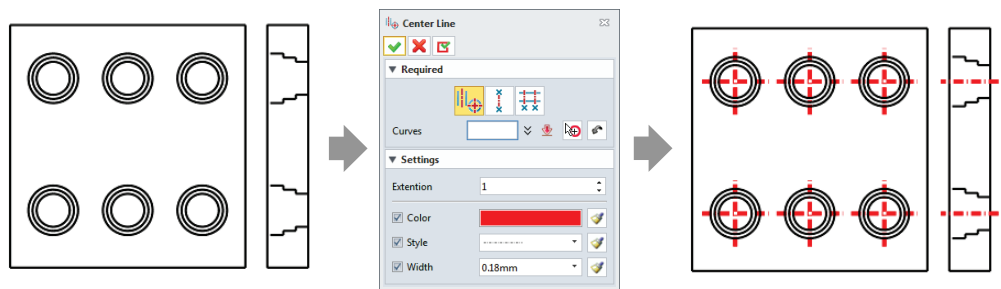 Center Line
Required
Curves
Settings
Extention 1
Color
Style
Width 0.18mm